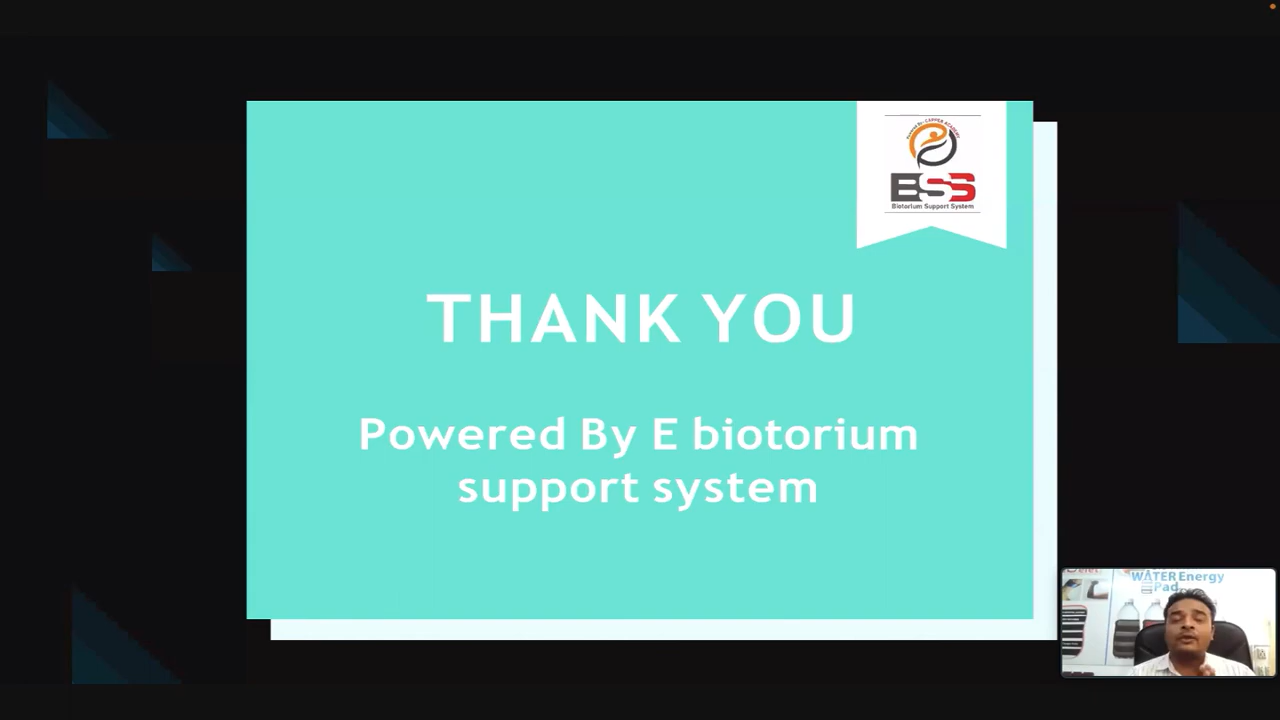 BSS
Biotorium Support System
THANK YOU
Powered By E biotorium
support system
WATER Energy
Pad